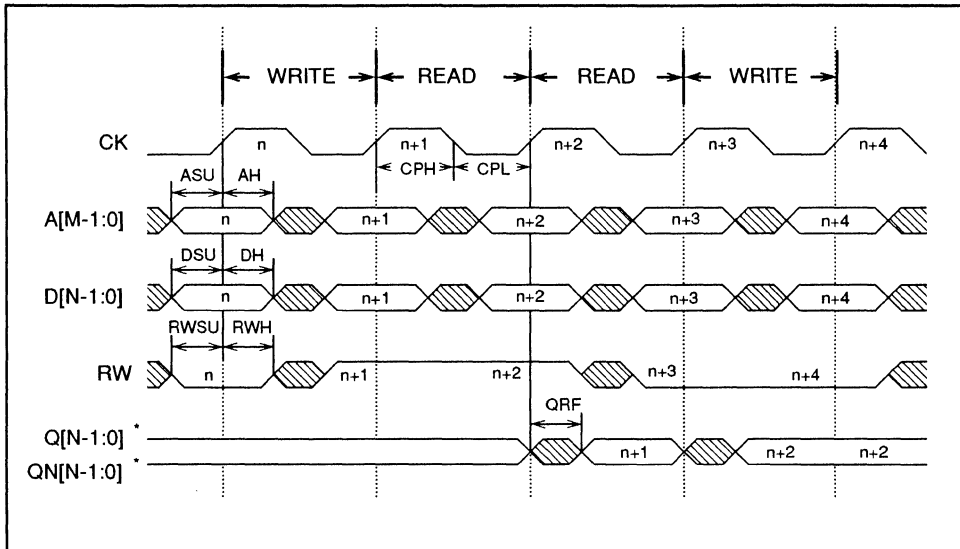 WRITE READ READ WRITE
CK n n+1 n+2 n+3 n+4
CPH CPL
ASU AH
A[M-1:0] n n+1 n+2 n+3 n+4
DSU DH
D[N-1:0] n n+1 n+2 n+3 n+4
RWSU RWH
RW n n+1 n+2 n+3 n+4
QRF
Q[N-1:0] *
n+1 n+2 n+2
QN[N-1:0] *